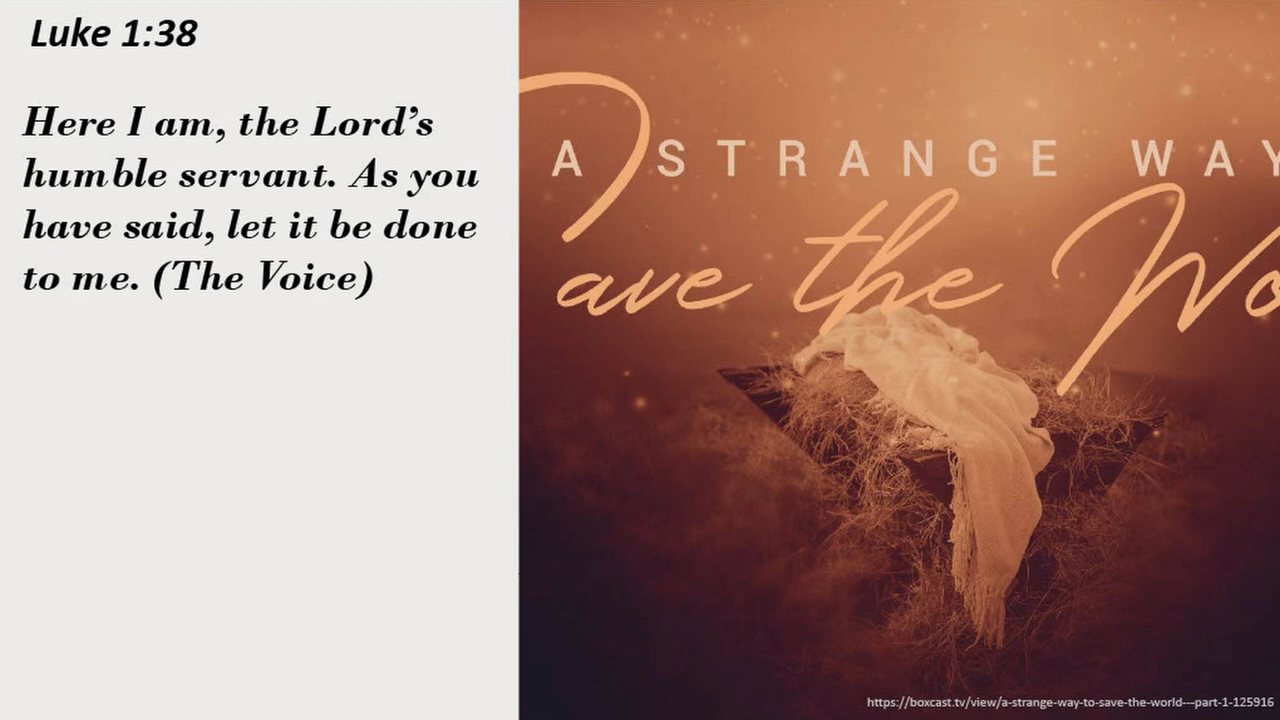 Luke 1:38
Here I am, the Lord’s
humble servant. As you
have said, let it be done
to me. (The Voice)
A STRANGE WAY
ave the Wo
https://boxcast.tv/view/a-strange-way-to-save-the-world---part-1-125916